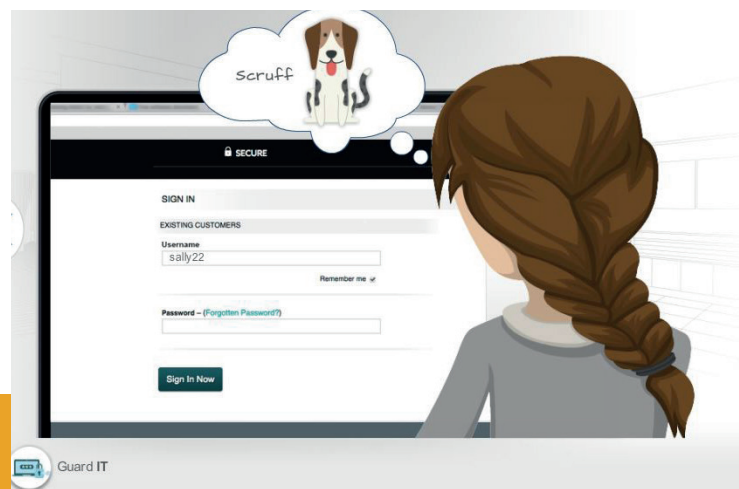 Scruff
SECURE
SIGN IN
EXISTING CUSTOMERS
Username
sally22
Remember me
Password – (Forgotten Password?)
Sign In Now
Guard IT